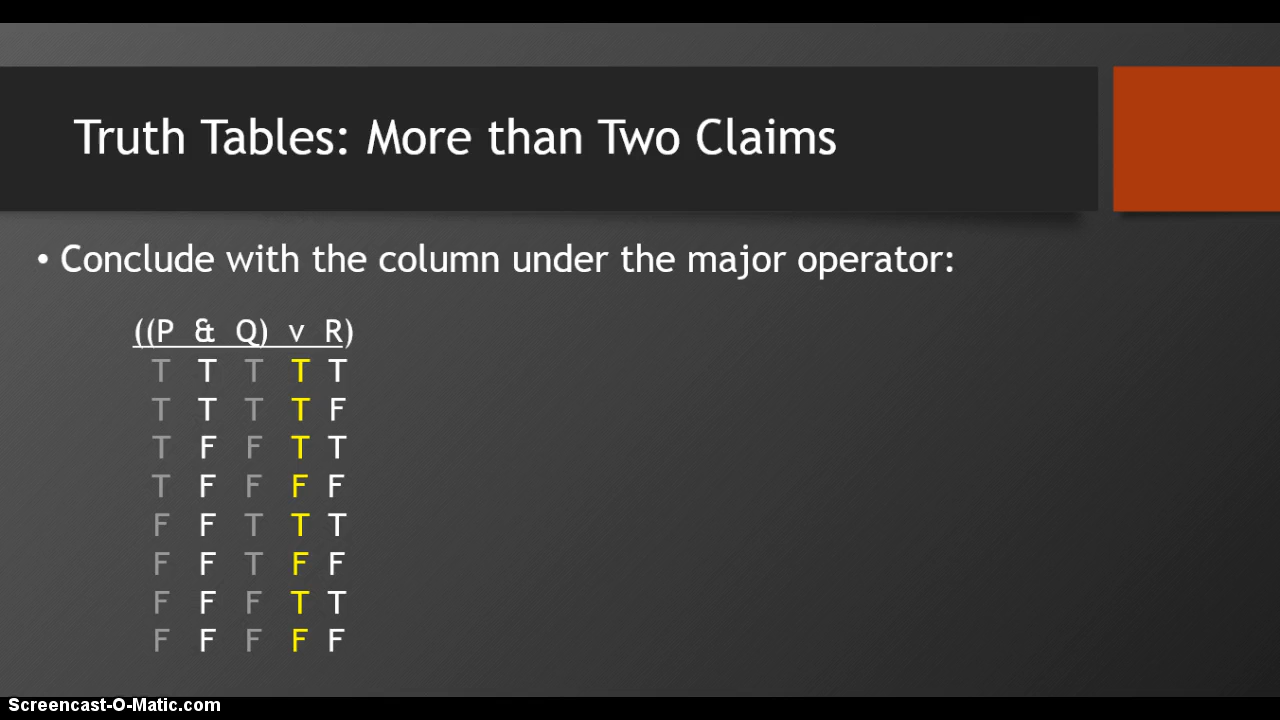 Truth Tables: More than Two Claims
• Conclude with the column under the major operator:
((P & Q) v R)
T T T T T
T T T T F
T F F T T
T F F F F
F F T T T
F F T F F
F F F T T
F F F F F
Screencast-O-Matic.com